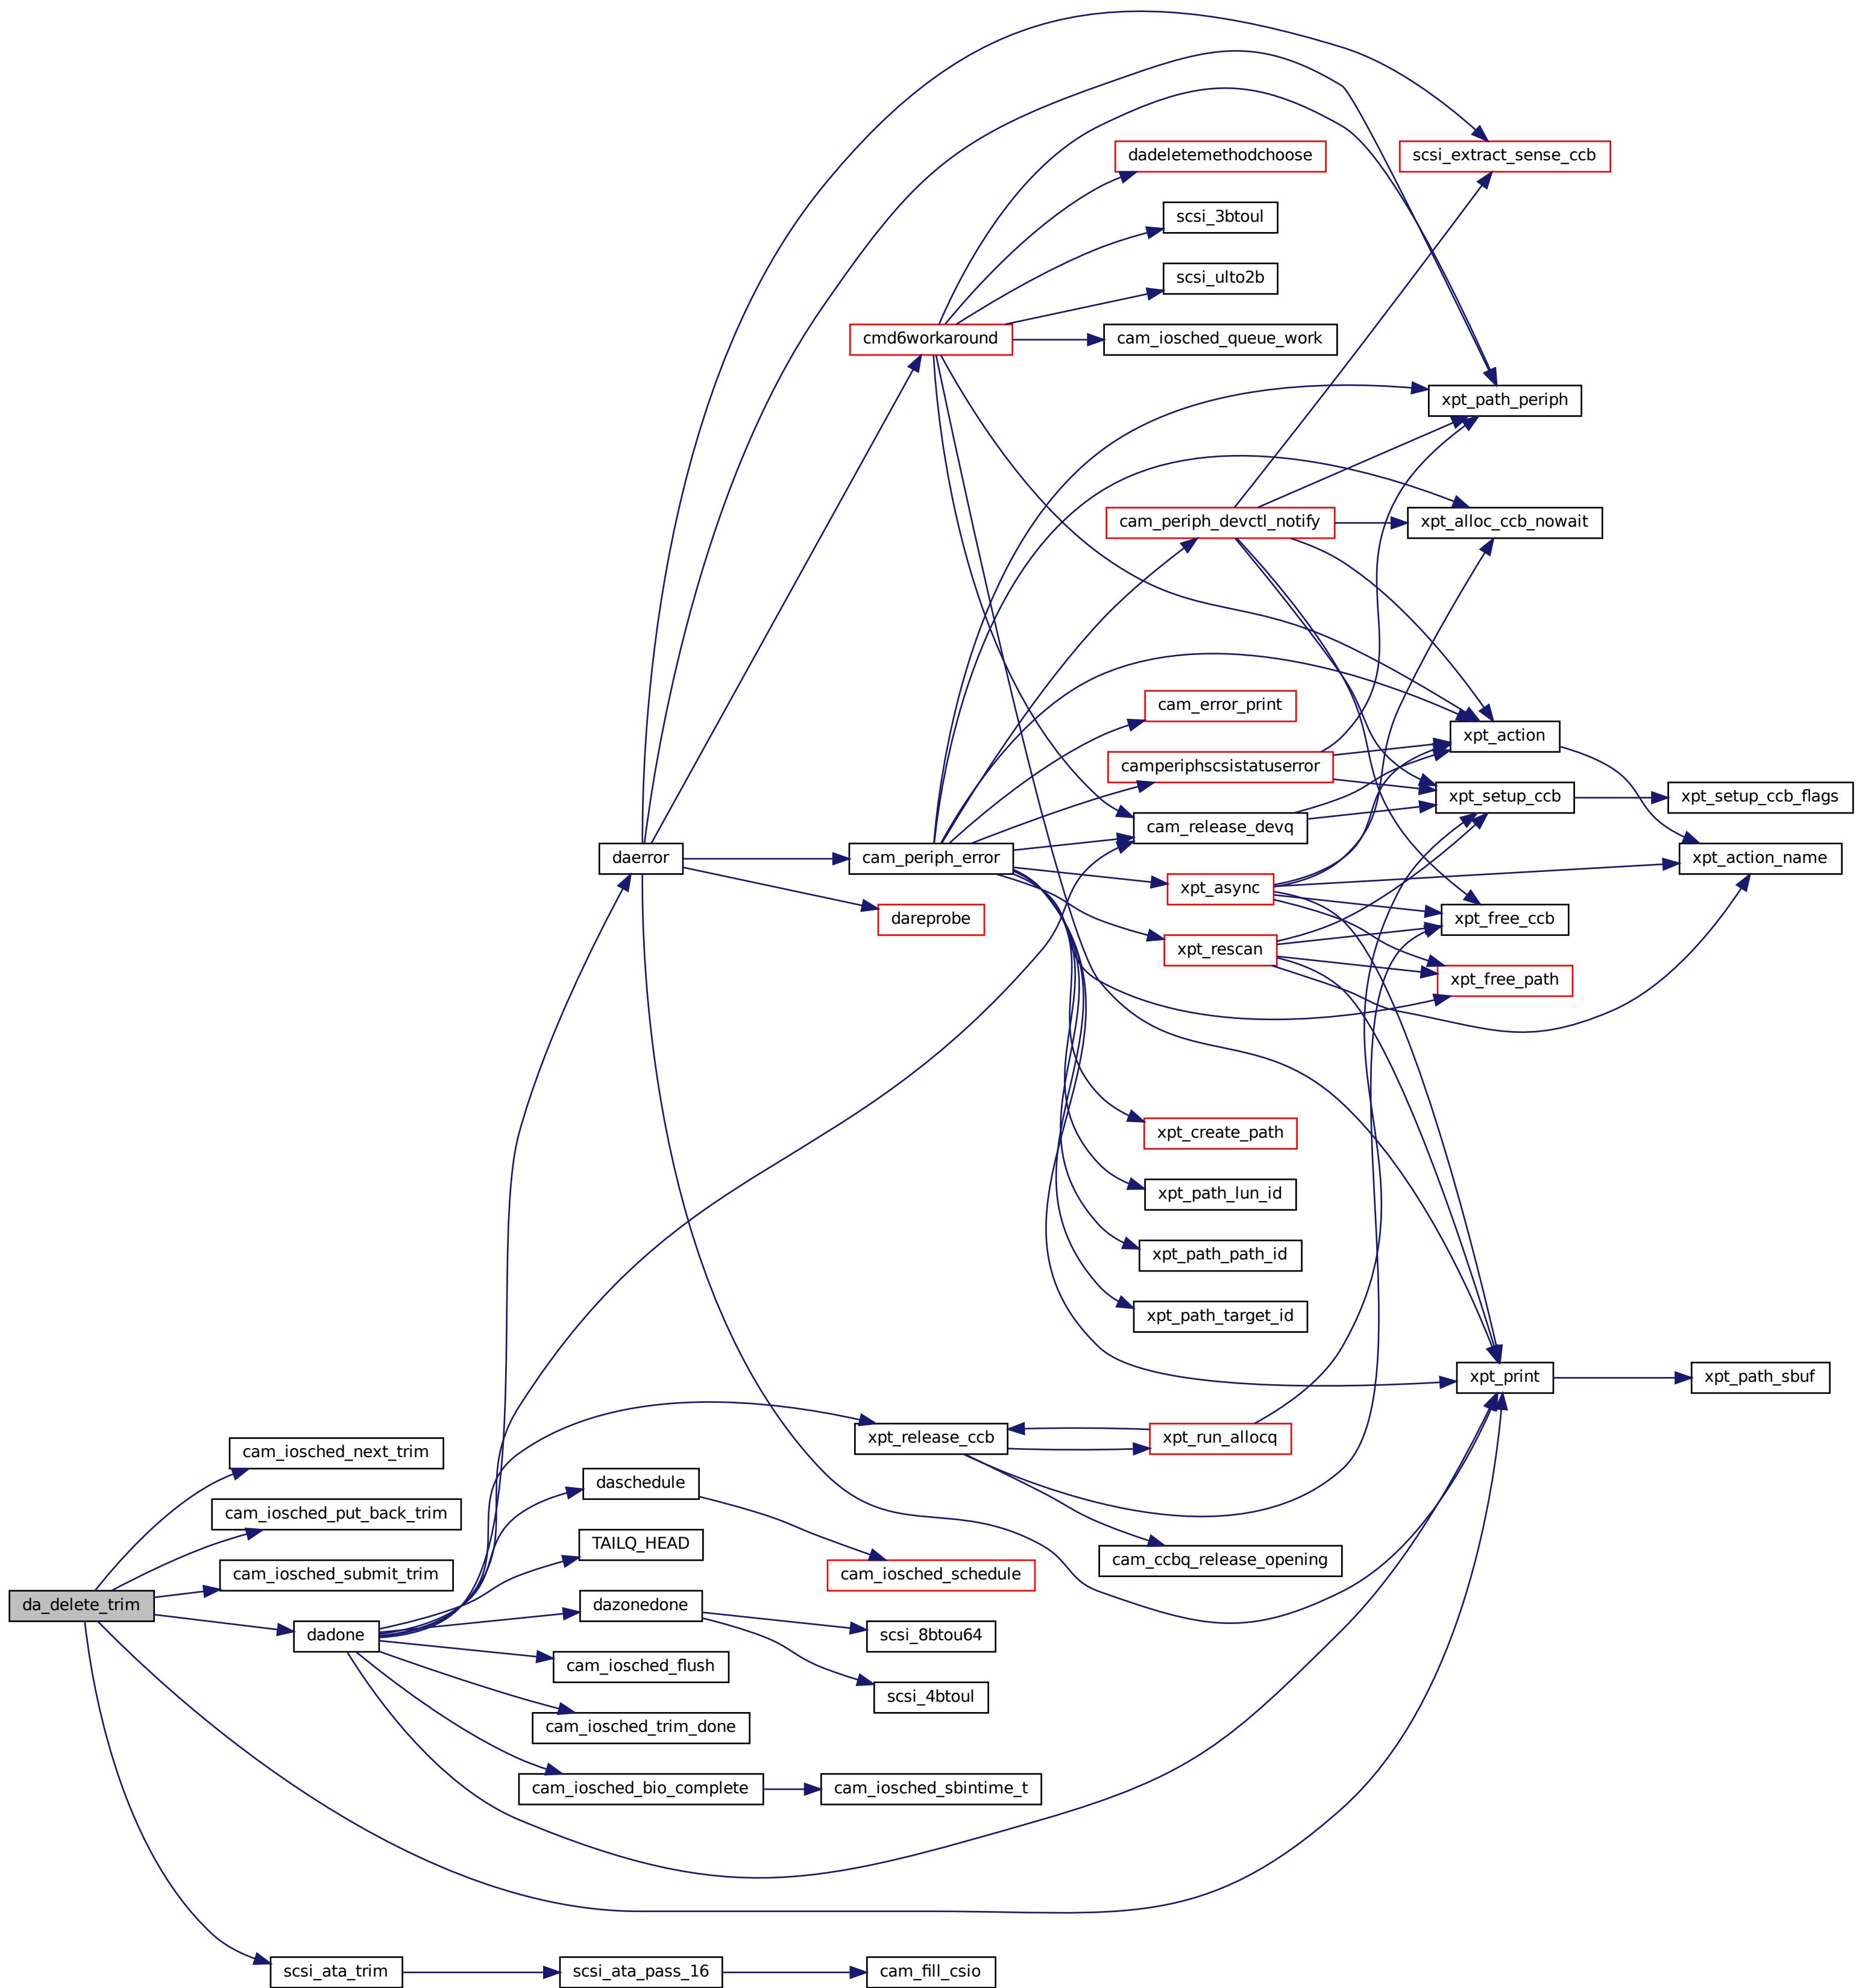 dadeletemethodchoose
scsi_extract_sense_ccb
scsi_3btoul
scsi_ulto2b
cmd6workaround
cam_iosched_queue_work
xpt_path_periph
cam_periph_devctl_notify
xpt_alloc_ccb_nowait
cam_error_print
xpt_action
camperiphscsistatuserror
xpt_setup_ccb
xpt_setup_ccb_flags
cam_release_devq
daerror
cam_periph_error
xpt_action_name
xpt_async
dareprobe
xpt_free_ccb
xpt_rescan
xpt_free_path
xpt_create_path
xpt_path_lun_id
xpt_path_path_id
xpt_path_target_id
xpt_print
xpt_path_sbuf
xpt_release_ccb
xpt_run_allocq
cam_iosched_next_trim
daschedule
cam_iosched_put_back_trim
TAILQ_HEAD
cam_ccbq_release_opening
cam_iosched_submit_trim
cam_iosched_schedule
da_delete_trim
dazonedone
dadone
scsi_8btou64
cam_iosched_flush
scsi_4btoul
cam_iosched_trim_done
cam_iosched_bio_complete
cam_iosched_sbintime_t
scsi_ata_trim
scsi_ata_pass_16
cam_fill_csio